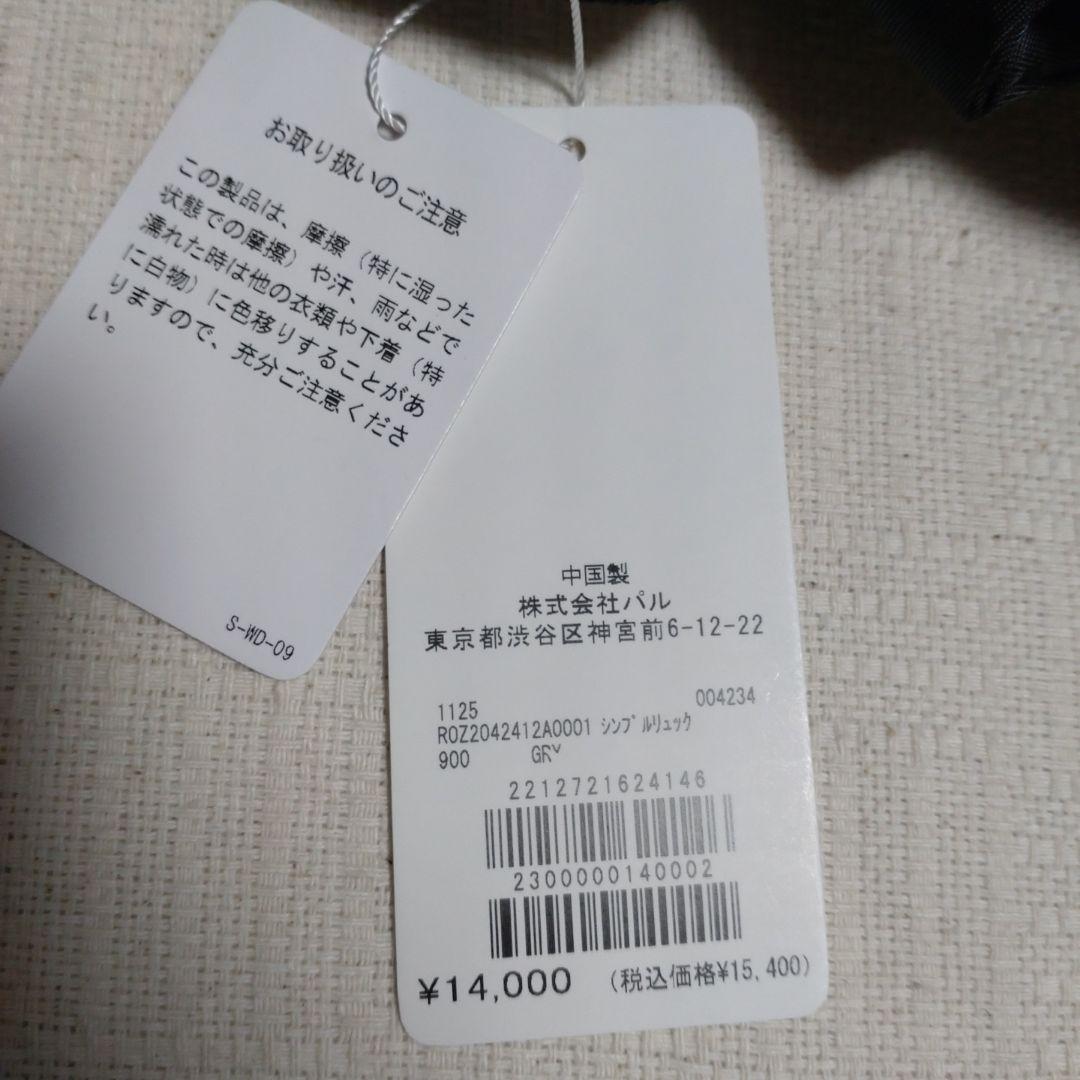 お取り扱いのご注意
この製品は、摩擦（特に湿った
状態での摩擦）や汗、雨などで
濡れた時は他の衣類や下着（特
に白物）に色移りすることがあ
りますので、充分ご注意くださ
い。
S-WD-09
中国製
株式会社パル
東京都渋谷区神宮前6-12-22
1125 004234
ROZ2042412A0001 ｼﾝﾌﾟﾙﾘｭｯｸ
900 GRY
2212721624146
2300000140002
¥14,000 (税込価格¥15,400)